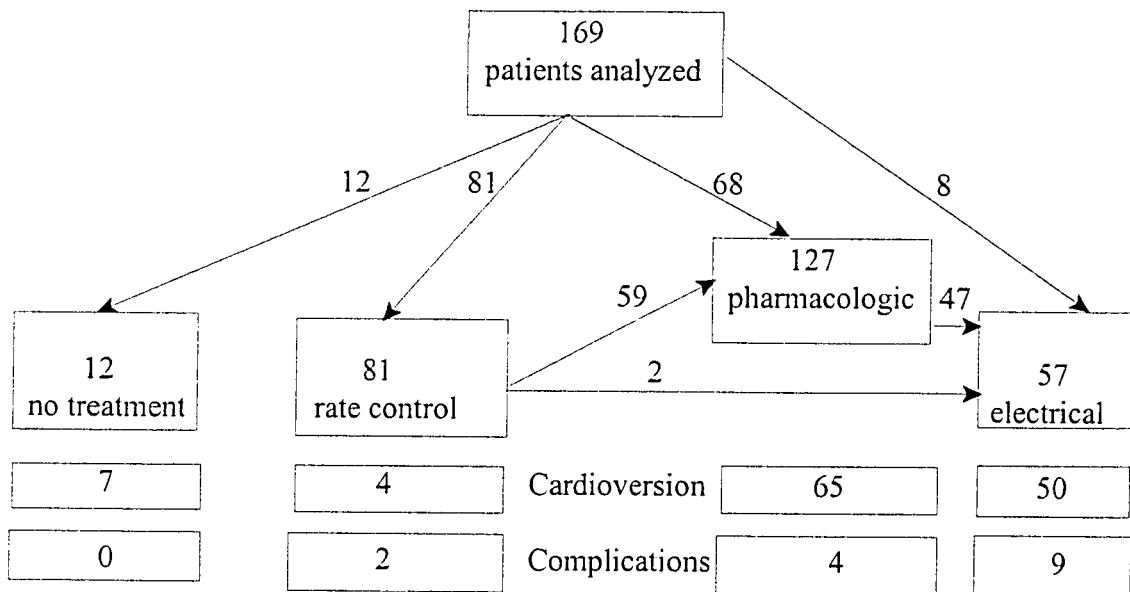 169
patients analyzed
12
81
68
8
127
pharmacologic
59
47
12
no treatment
81
rate control
2
57
electrical
7
4
Cardioversion
65
50
0
2
Complications
4
9